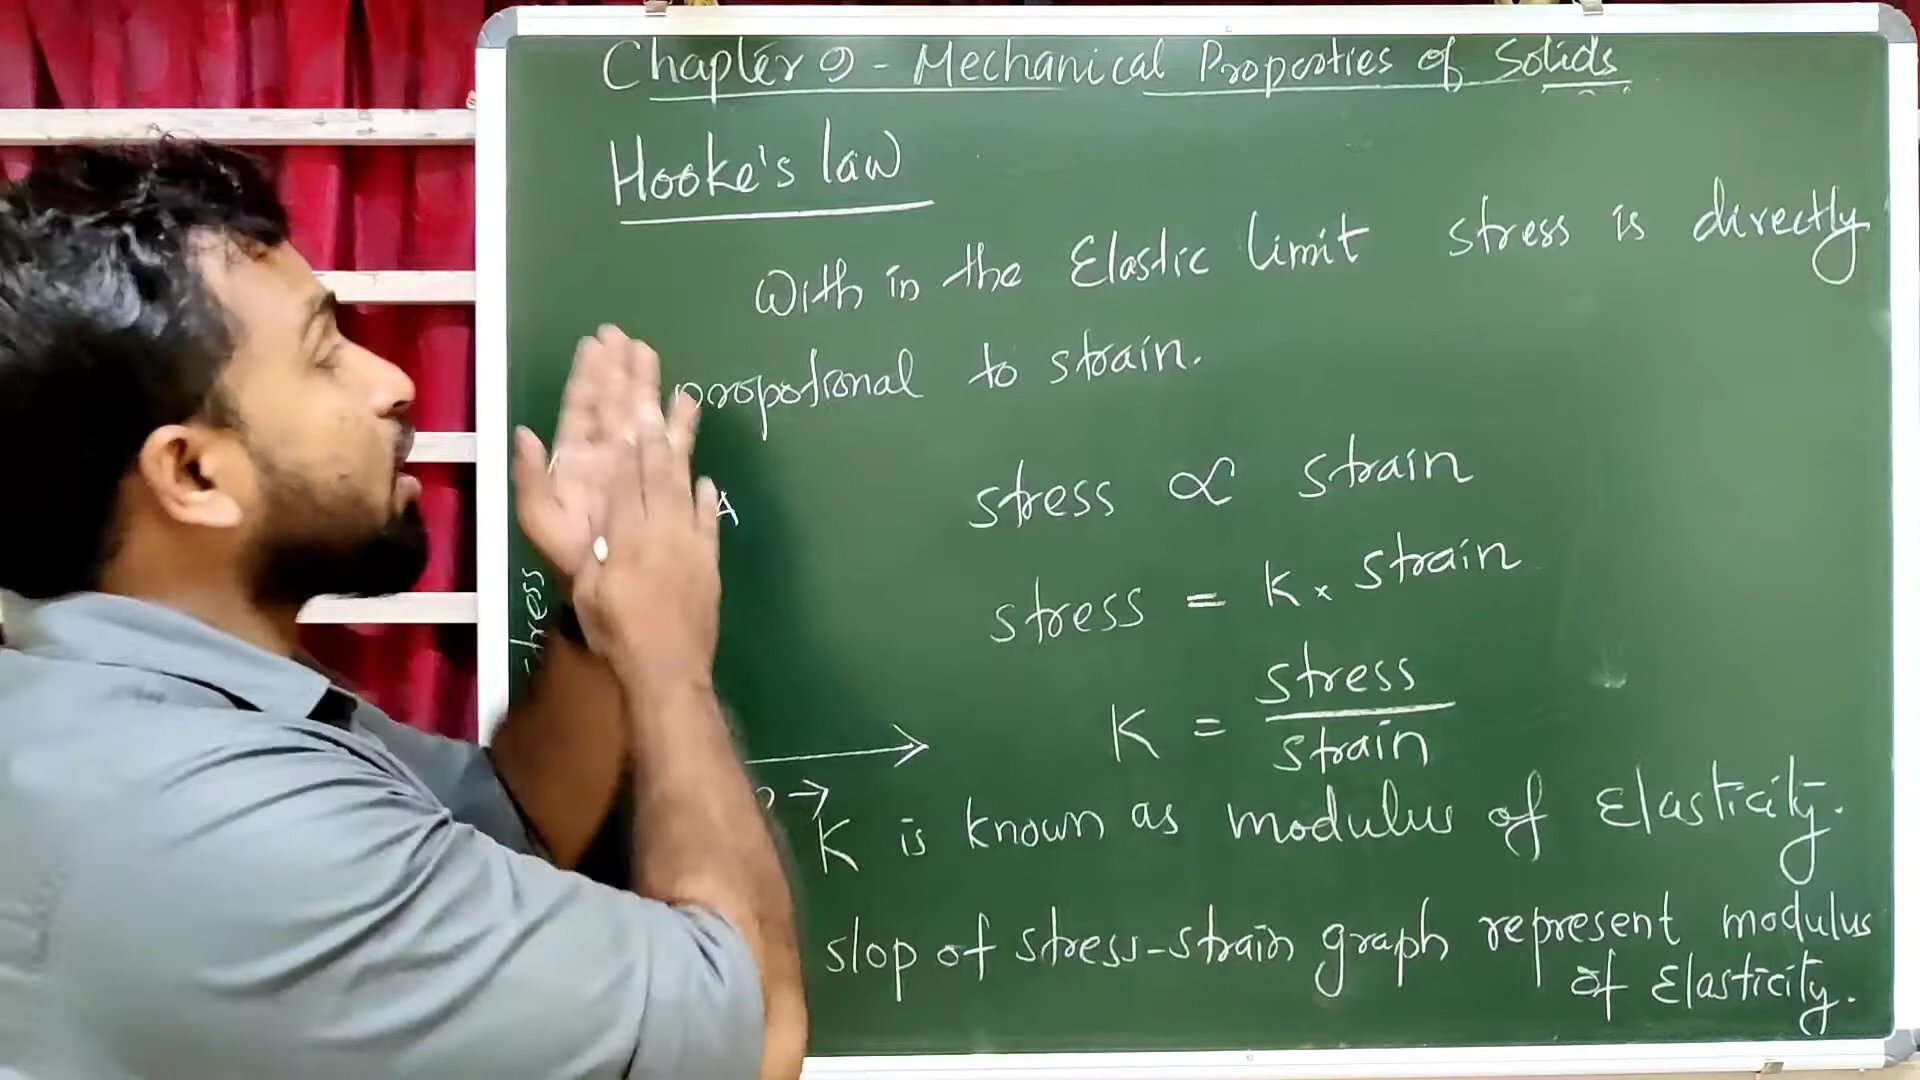 Chapter 9 - Mechanical Properties of Solids
Hooke's law
With in the Elastic limit stress is directly
propotional to strain.
A
stress ∝ strain
stress = K × strain
K = stress / strain
K is known as modulus of Elasticity.
slop of stress-strain graph represent modulus
of Elasticity.